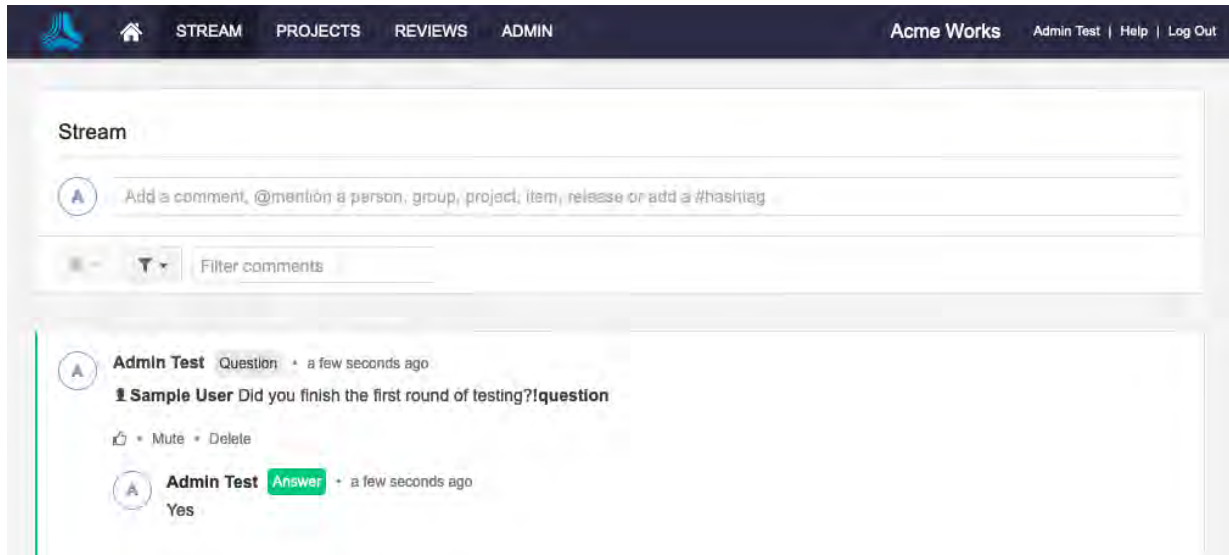 STREAM PROJECTS REVIEWS ADMIN Acme Works Admin Test | Help | Log Out
Stream
A Add a comment, @mention a person, group, project, item, release or add a #hashtag
Filter comments
A Admin Test Question • a few seconds ago
Sample User Did you finish the first round of testing?!question
• Mute • Delete
A Admin Test Answer • a few seconds ago
Yes